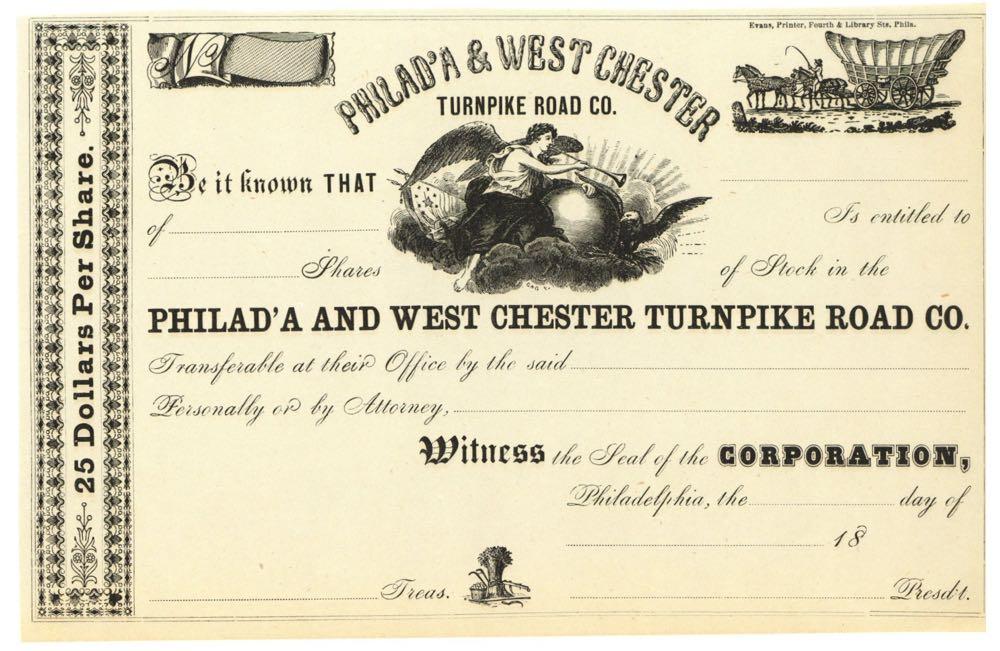 Evans, Printer, Fourth & Library Sts, Phila.
No
PHILAD'A & WEST CHESTER
TURNPIKE ROAD CO.
25 Dollars Per Share.
Be it known THAT
of Is entitled to
Shares of Stock in the
PHILAD'A AND WEST CHESTER TURNPIKE ROAD CO.
Transferable at their Office by the said
Personally or by Attorney,
Witness the Seal of the CORPORATION,
Philadelphia, the day of
18
Treas. Presd't.